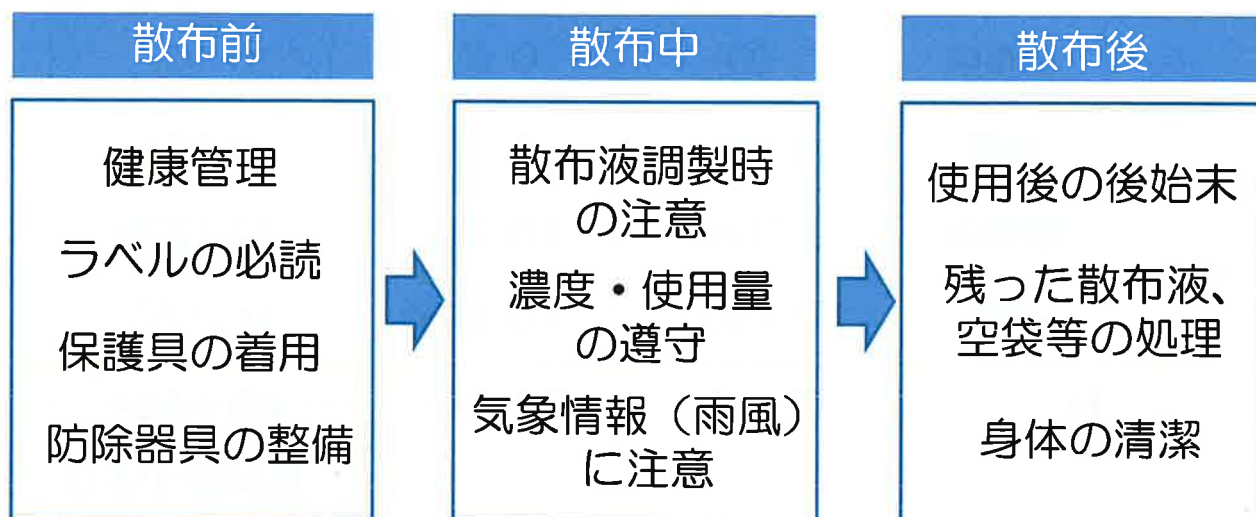 散布前
健康管理
ラベルの必読
保護具の着用
防除器具の整備
散布中
散布液調製時
の注意
濃度・使用量
の遵守
気象情報（雨風）
に注意
散布後
使用後の後始末
残った散布液、
空袋等の処理
身体の清潔